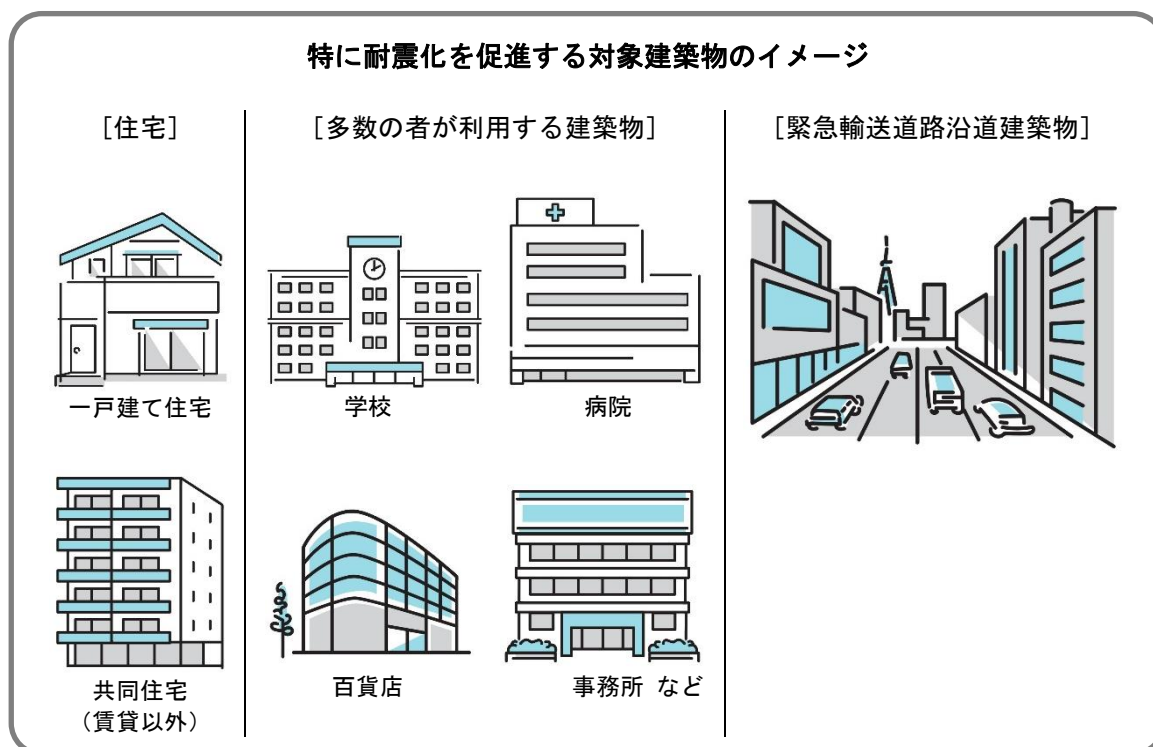 特に耐震化を促進する対象建築物のイメージ
［住宅］
一戸建て住宅
共同住宅
（賃貸以外）
［多数の者が利用する建築物］
学校
病院
百貨店
事務所 など
［緊急輸送道路沿道建築物］